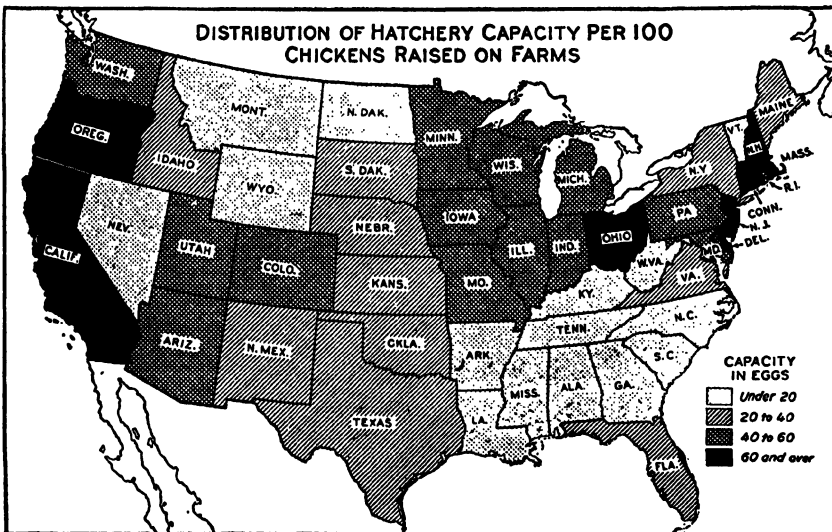 DISTRIBUTION OF HATCHERY CAPACITY PER 100
CHICKENS RAISED ON FARMS
WASH.
MONT.
N. DAK.
MINN.
VT.
MAINE
OREG.
IDAHO
S. DAK.
WIS.
MICH.
N.Y.
N.H.
MASS.
R.I.
CONN.
WYO.
NEBR.
IOWA
PA.
N.J.
NEV.
UTAH
COLO.
KANS.
MO.
ILL.
IND.
OHIO
W.VA.
MD.
DEL.
VA.
CALIF.
KY.
N.C.
TENN.
ARIZ.
N. MEX.
OKLA.
ARK.
S.C.
MISS.
ALA.
GA.
TEXAS
LA.
FLA.
CAPACITY
IN EGGS
Under 20
20 to 40
40 to 60
60 and over